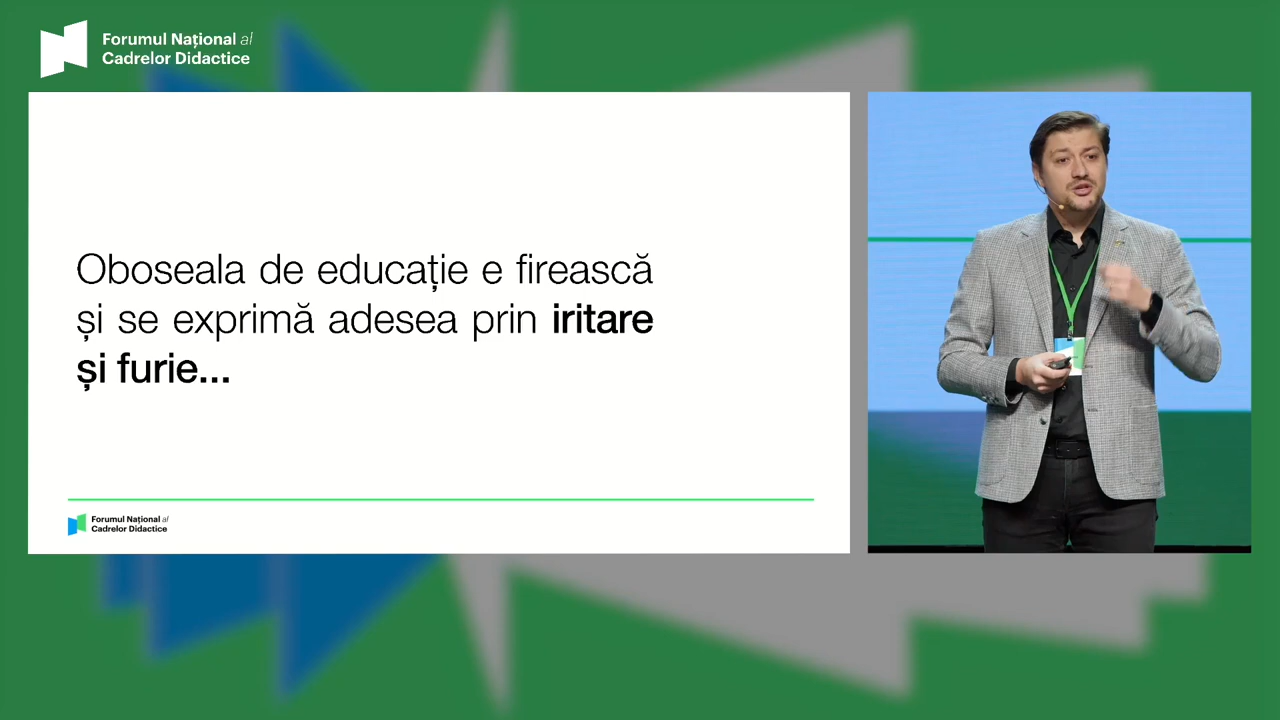 Forumul Național al
Cadrelor Didactice
Oboseala de educație e firească
și se exprimă adesea prin iritare
și furie...
Forumul Național al
Cadrelor Didactice